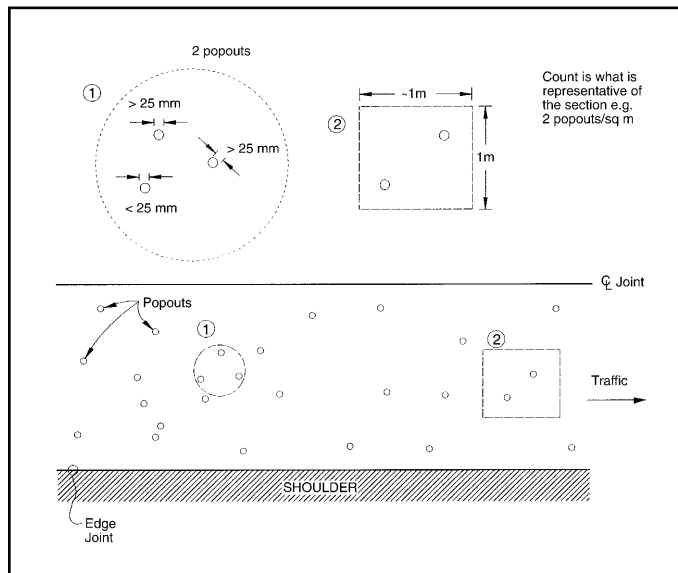 2 popouts
1
> 25 mm
> 25 mm
< 25 mm
~1m
2
1m
Count is what is
representative of
the section e.g.
2 popouts/sq m
℄ Joint
Popouts
1
2
Traffic
SHOULDER
Edge
Joint